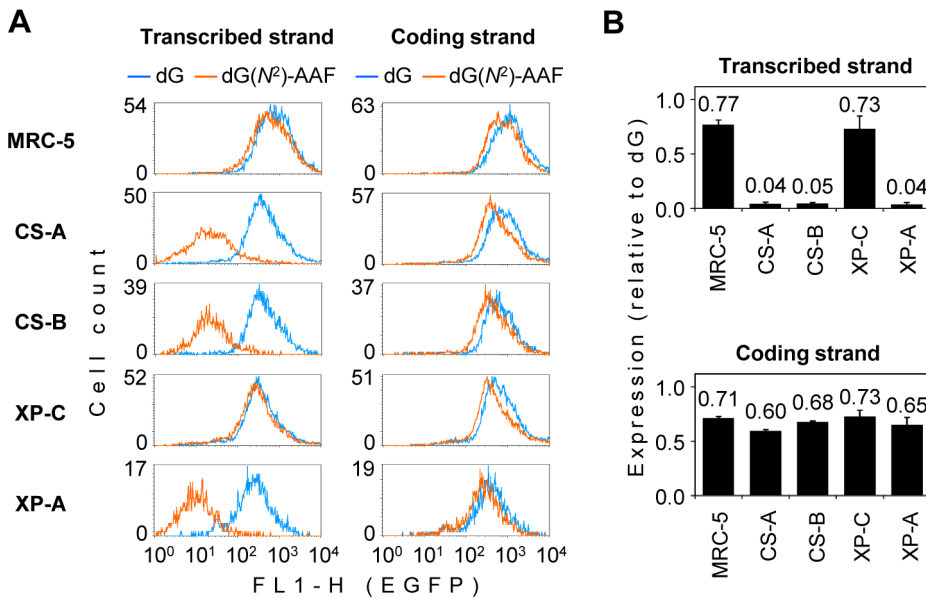 A
Transcribed strand
Coding strand
dG dG(N²)-AAF
dG dG(N²)-AAF
MRC-5
CS-A
CS-B
XP-C
XP-A
Cell count
54
0
63
0
50
0
57
0
39
0
37
0
52
0
51
0
17
0
19
0
10⁰ 10¹ 10² 10³ 10⁴
10⁰ 10¹ 10² 10³ 10⁴
FL1-H (EGFP)
B
Expression (relative to dG)
Transcribed strand
1.0
0.5
0.0
0.77 0.04 0.05 0.73 0.04
MRC-5 CS-A CS-B XP-C XP-A
Coding strand
1.0
0.5
0.0
0.71 0.60 0.68 0.73 0.65
MRC-5 CS-A CS-B XP-C XP-A